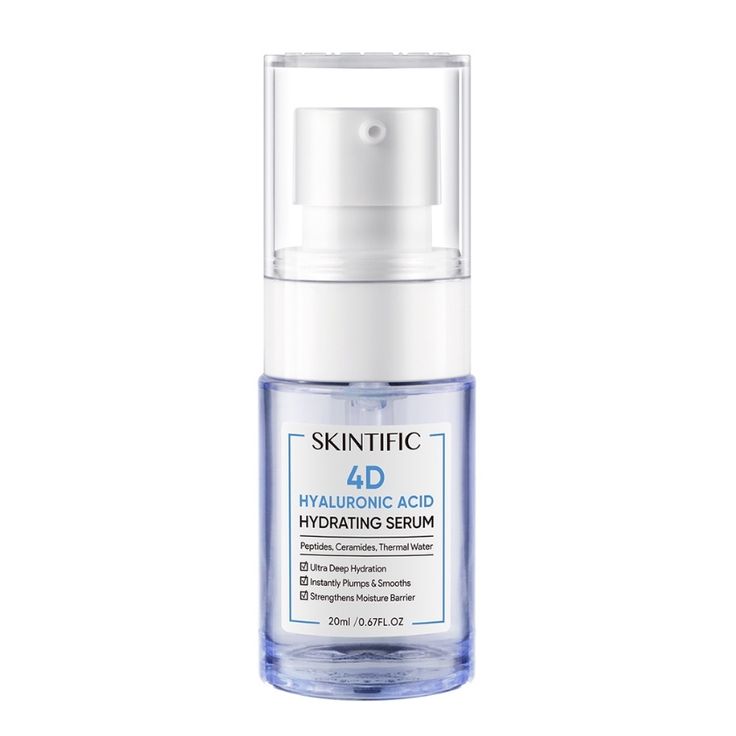 SKINTIFIC
4D
HYALURONIC ACID
HYDRATING SERUM
Peptides, Ceramides, Thermal Water
☑ Ultra Deep Hydration
☑ Instantly Plumps & Smooths
☑ Strengthens Moisture Barrier
20ml /0.67FL.OZ